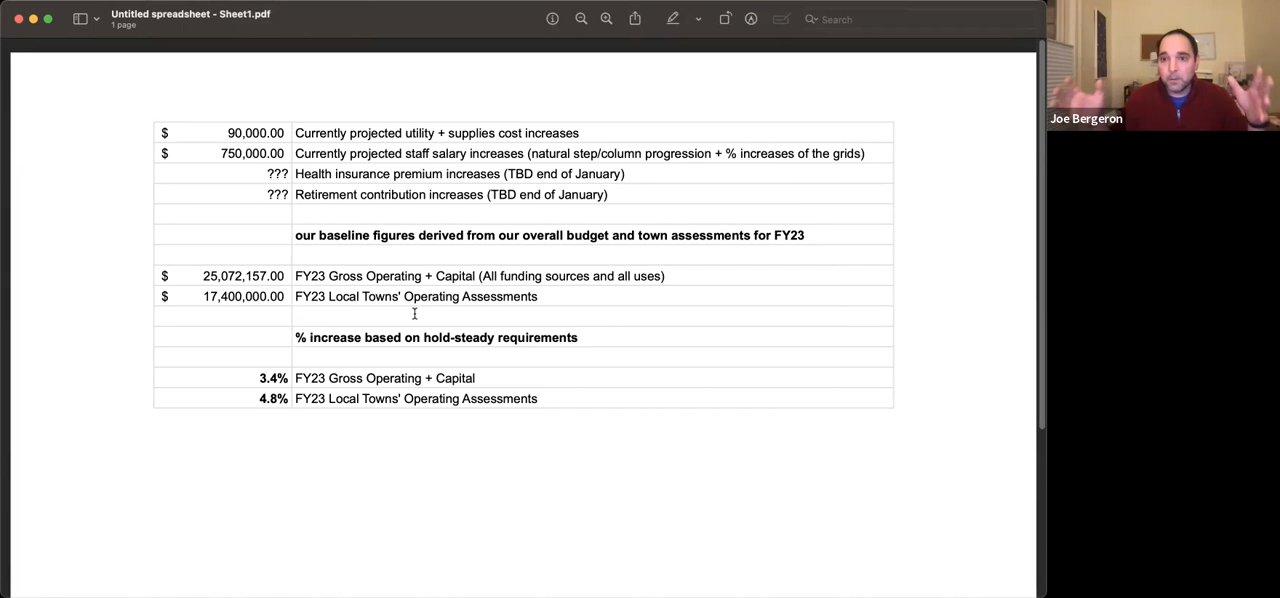 Untitled spreadsheet - Sheet1.pdf
1 page
Search
$ 90,000.00 Currently projected utility + supplies cost increases
$ 750,000.00 Currently projected staff salary increases (natural step/column progression + % increases of the grids)
??? Health insurance premium increases (TBD end of January)
??? Retirement contribution increases (TBD end of January)
our baseline figures derived from our overall budget and town assessments for FY23
$ 25,072,157.00 FY23 Gross Operating + Capital (All funding sources and all uses)
$ 17,400,000.00 FY23 Local Towns' Operating Assessments
% increase based on hold-steady requirements
3.4% FY23 Gross Operating + Capital
4.8% FY23 Local Towns' Operating Assessments
Joe Bergeron